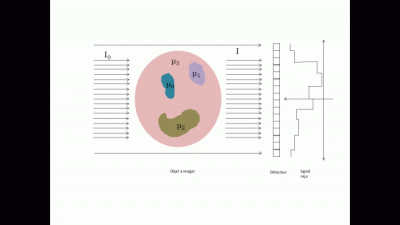 I₀
I
μ₃
μ₁
μ₀
μ₂
Objet à imager
Détecteur
Signal
reçu